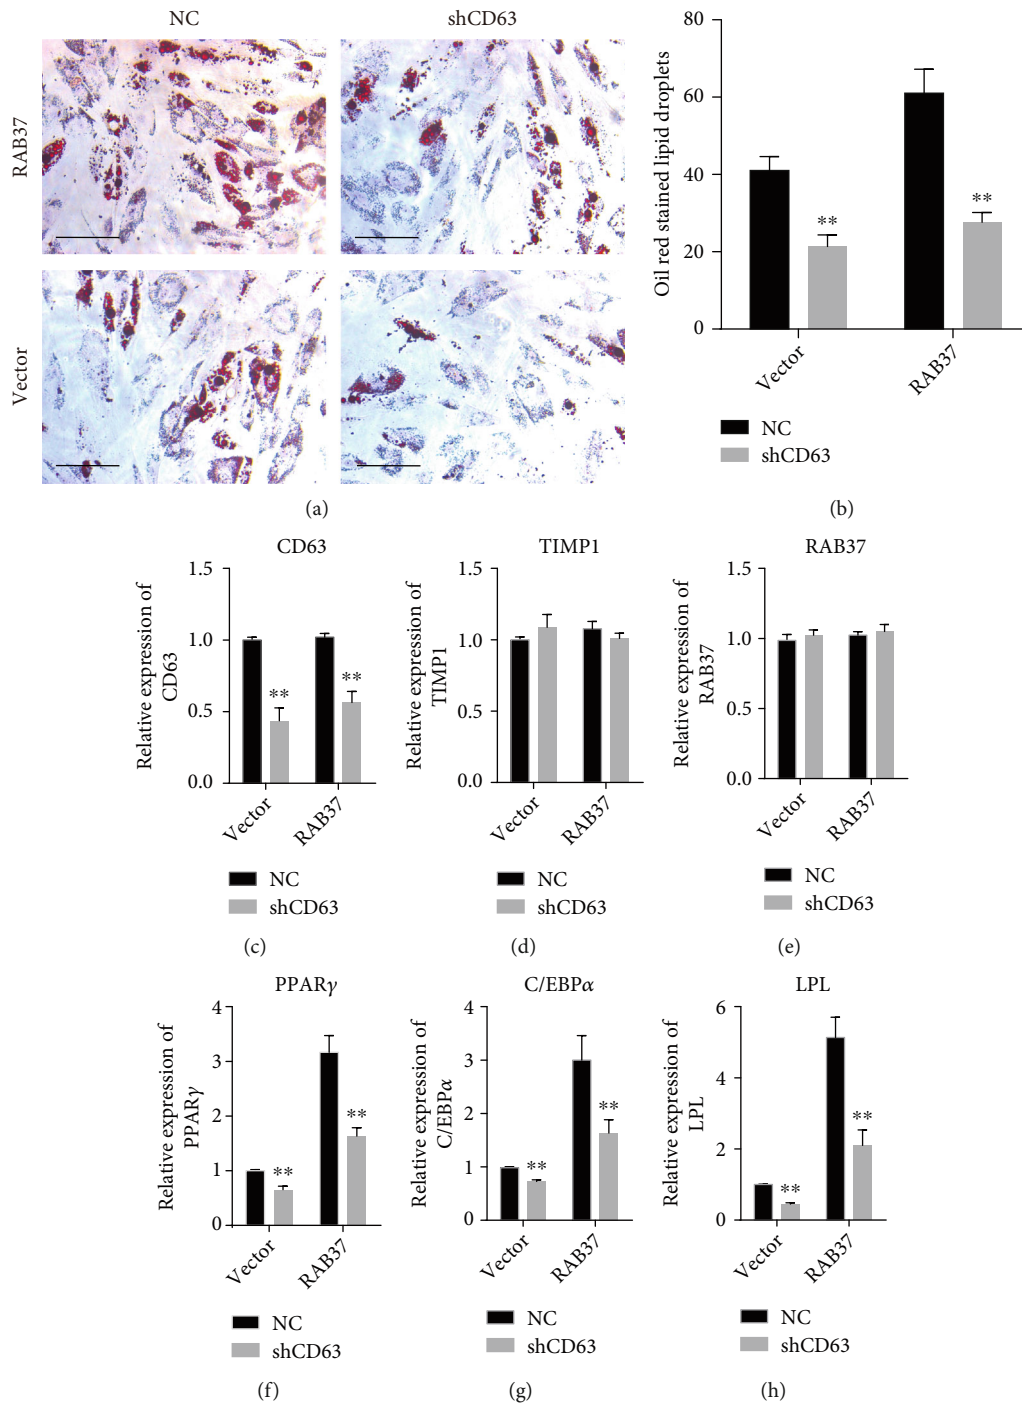 NC
shCD63
RAB37
Vector
(a)
Oil red stained lipid droplets
80
60
40
20
0
**
**
Vector
RAB37
NC
shCD63
(b)
CD63
Relative expression of
CD63
1.5
1.0
0.5
0.0
**
**
Vector
RAB37
NC
shCD63
(c)
TIMP1
Relative expression of
TIMP1
1.5
1.0
0.5
0.0
Vector
RAB37
NC
shCD63
(d)
RAB37
Relative expression of
RAB37
1.5
1.0
0.5
0.0
Vector
RAB37
NC
shCD63
(e)
PPARγ
Relative expression of
PPARγ
4
3
2
1
0
**
**
Vector
RAB37
NC
shCD63
(f)
C/EBPα
Relative expression of
C/EBPα
4
3
2
1
0
**
**
Vector
RAB37
NC
shCD63
(g)
LPL
Relative expression of
LPL
6
4
2
0
**
**
Vector
RAB37
NC
shCD63
(h)